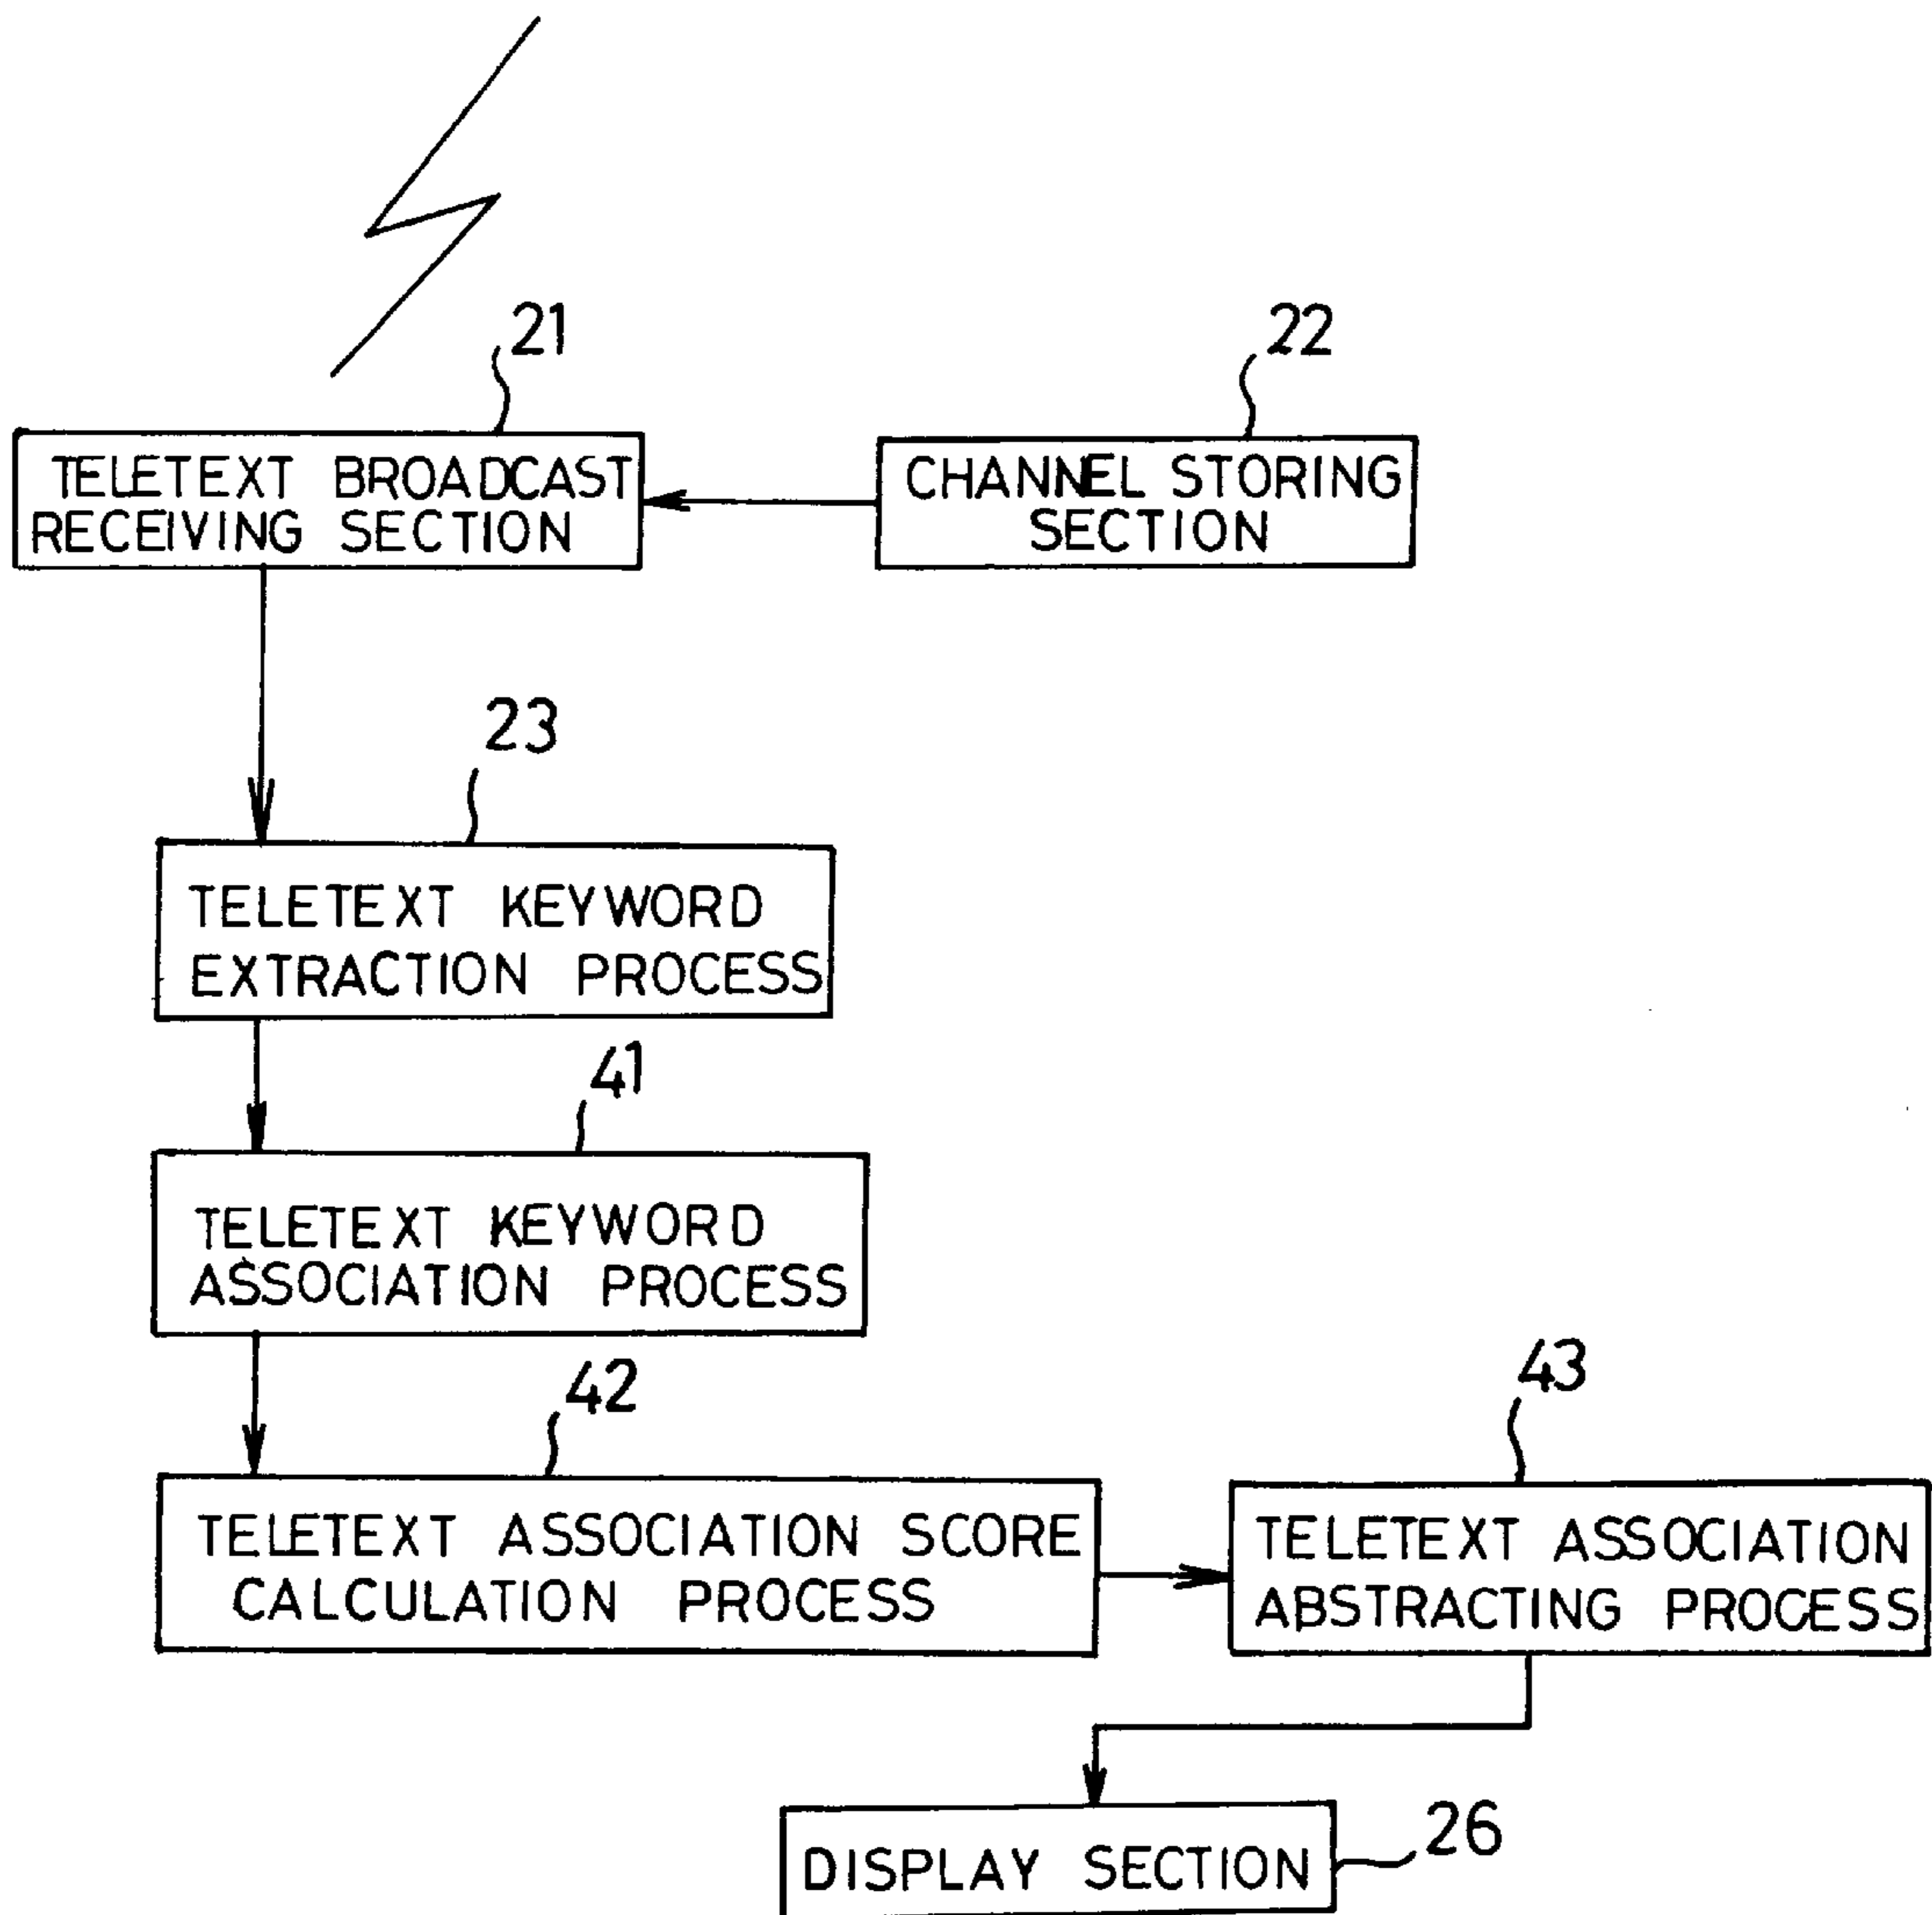 21
22
TELETEXT BROADCAST
RECEIVING SECTION
CHANNEL STORING
SECTION
23
TELETEXT KEYWORD
EXTRACTION PROCESS
41
TELETEXT KEYWORD
ASSOCIATION PROCESS
42
43
TELETEXT ASSOCIATION SCORE
CALCULATION PROCESS
TELETEXT ASSOCIATION
ABSTRACTING PROCESS
26
DISPLAY SECTION